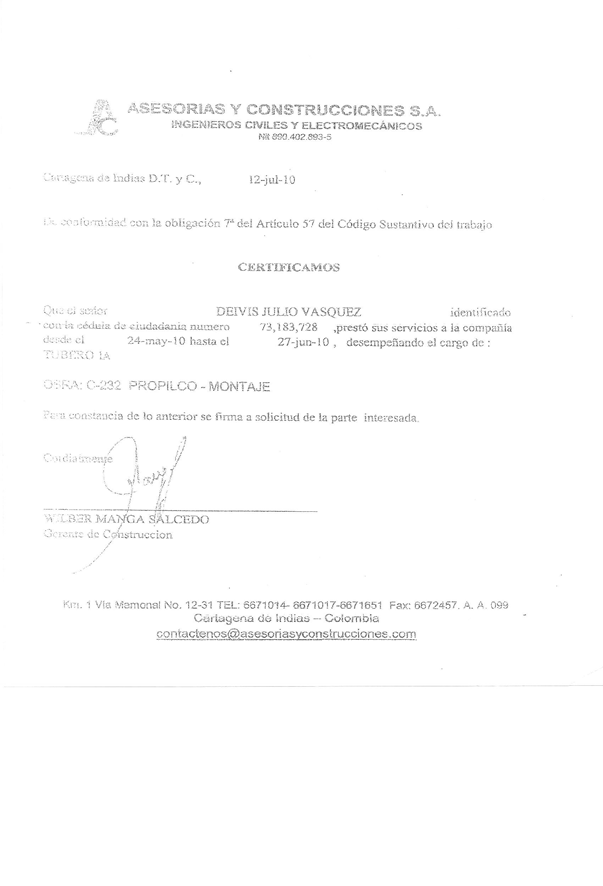 ASESORIAS Y CONSTRUCCIONES S.A.
INGENIEROS CIVILES Y ELECTROMECÁNICOS
Nit 890.402.893-5
Cartagena de Indias D.T. y C., 12-jul-10
De conformidad con la obligación 7ª del Articulo 57 del Código Sustantivo del trabajo
CERTIFICAMOS
Que el señor DEIVIS JULIO VASQUEZ identificado
con la cédula de ciudadania numero 73,183,728 ,prestó sus servicios a la compañía
desde el 24-may-10 hasta el 27-jun-10 , desempeñando el cargo de :
TUBERO IA
OBRA: C-232 PROPILCO - MONTAJE
Para constancia de lo anterior se firma a solicitud de la parte interesada.
Cordialmente
WILBER MANGA SALCEDO
Gerente de Construccion
Km. 1 Via Mamonal No. 12-31 TEL: 6671014- 6671017-6671651 Fax: 6672457. A. A. 099
Cartagena de Indias – Colombia
contactenos@asesoriasyconstrucciones.com